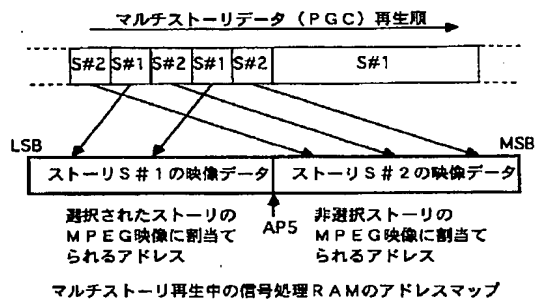 マルチストーリデータ（PGC）再生順
S#2 S#1 S#2 S#1 S#2 S#1
LSB MSB
ストーリS#1の映像データ ストーリS#2の映像データ
選択されたストーリの
MPEG映像に割当て
られるアドレス
AP5
非選択ストーリの
MPEG映像に割当て
られるアドレス
マルチストーリ再生中の信号処理RAMのアドレスマップ